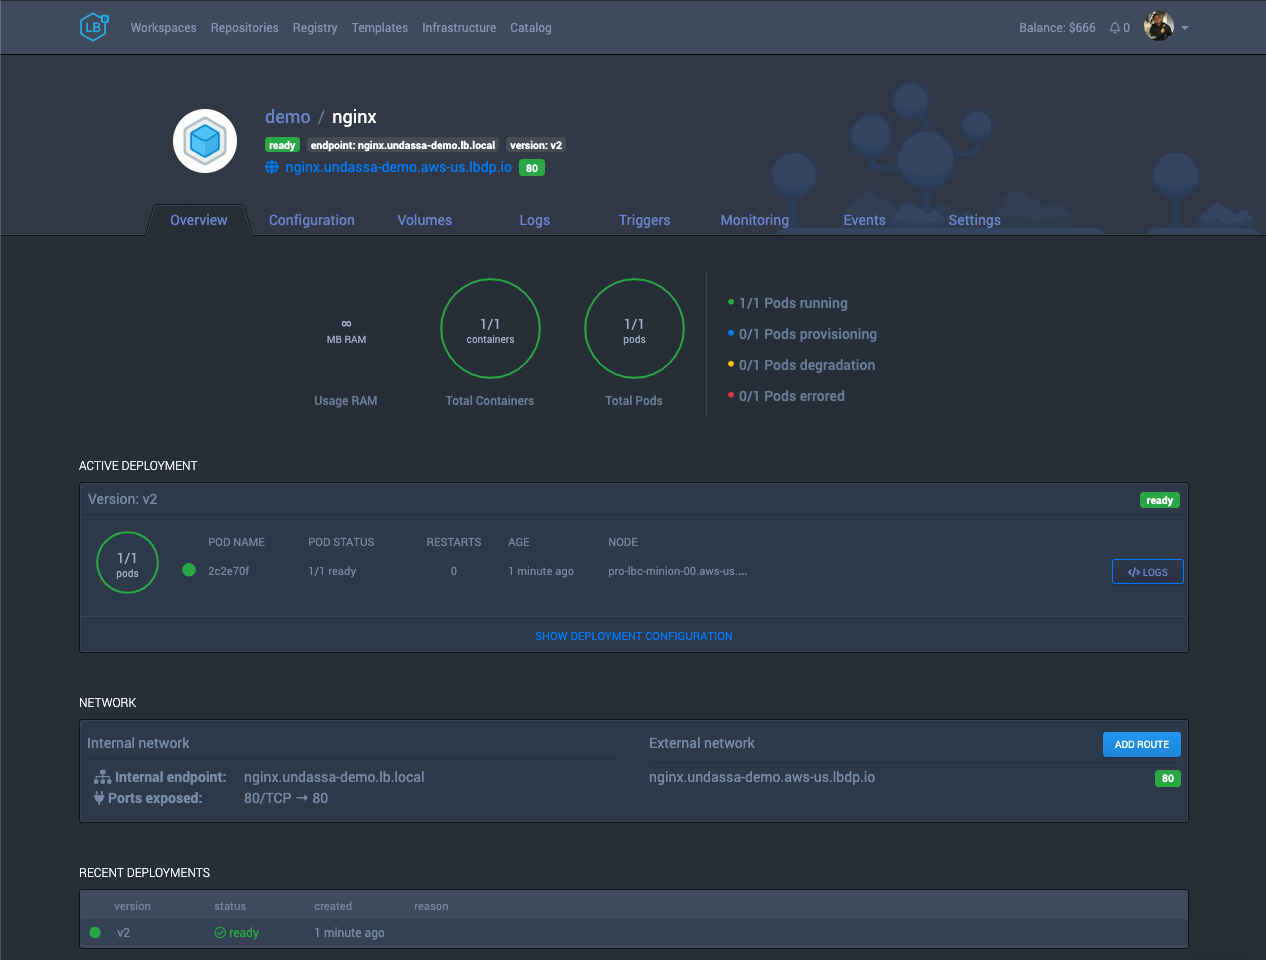 LB Workspaces Repositories Registry Templates Infrastructure Catalog Balance: $666 0
demo / nginx
ready endpoint: nginx.undassa-demo.lb.local version: v2
nginx.undassa-demo.aws-us.lbdp.io 80
Overview Configuration Volumes Logs Triggers Monitoring Events Settings
∞
MB RAM
Usage RAM
1/1
containers
Total Containers
1/1
pods
Total Pods
1/1 Pods running
0/1 Pods provisioning
0/1 Pods degradation
0/1 Pods errored
ACTIVE DEPLOYMENT
Version: v2 ready
1/1
pods
POD NAME POD STATUS RESTARTS AGE NODE
2c2e70f 1/1 ready 0 1 minute ago pro-lbc-minion-00.aws-us.... </> LOGS
SHOW DEPLOYMENT CONFIGURATION
NETWORK
Internal network
Internal endpoint: nginx.undassa-demo.lb.local
Ports exposed: 80/TCP → 80
External network ADD ROUTE
nginx.undassa-demo.aws-us.lbdp.io 80
RECENT DEPLOYMENTS
version status created reason
v2 ready 1 minute ago